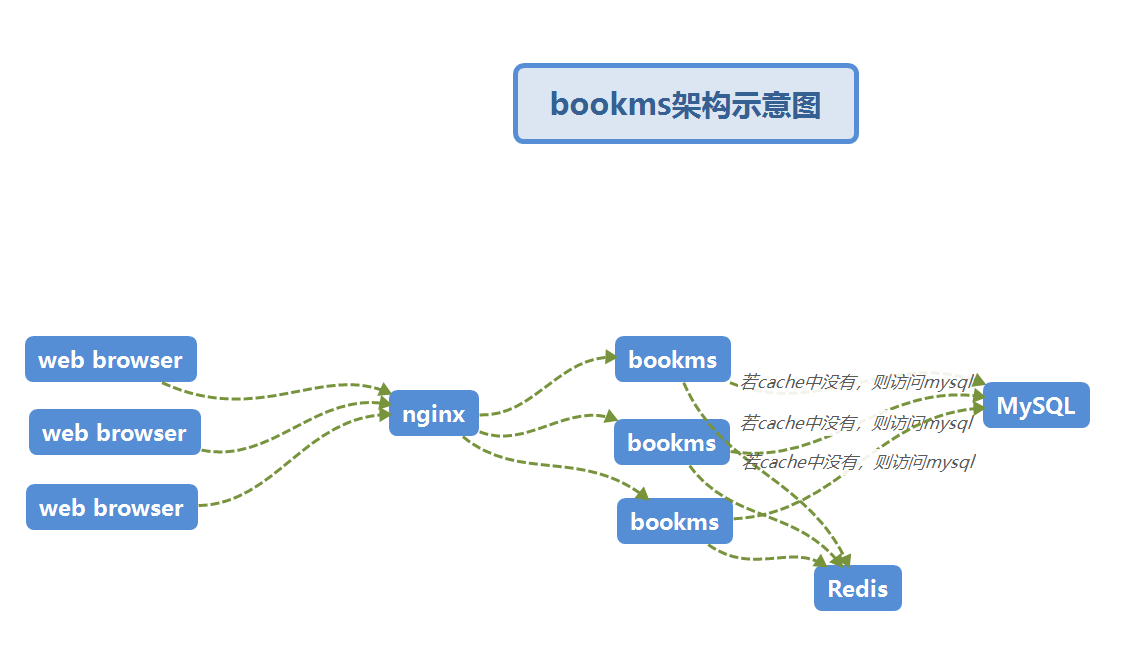 bookms架构示意图
web browser
web browser
web browser
nginx
bookms
bookms
bookms
若cache中没有，则访问mysql
若cache中没有，则访问mysql
若cache中没有，则访问mysql
MySQL
Redis